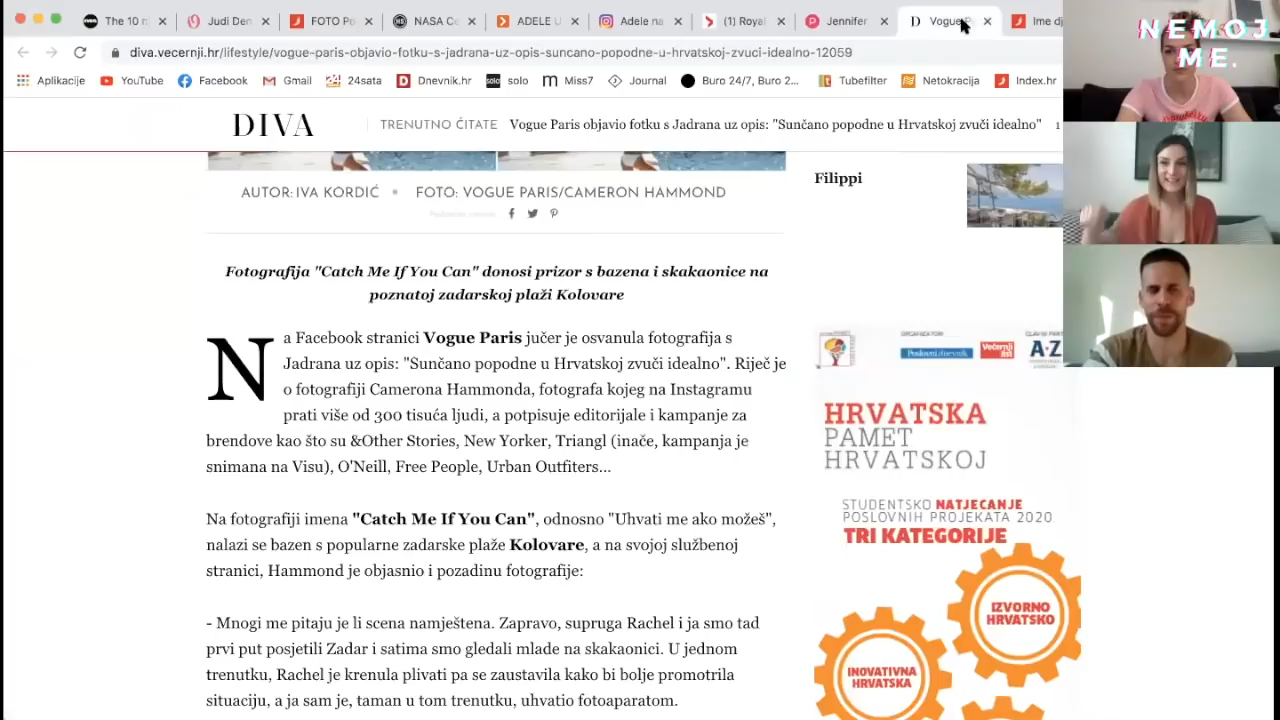 The 10 m
Judi Den
FOTO Po
NASA Ce
ADELE U
Adele na
(1) Royal
Jennifer
Vogue P
Ime dj
diva.vecernji.hr/lifestyle/vogue-paris-objavio-fotku-s-jadrana-uz-opis-suncano-popodne-u-hrvatskoj-zvuci-idealno-12059
Aplikacije
YouTube
Facebook
Gmail
24sata
Dnevnik.hr
solo
Miss7
Journal
Buro 24/7, Buro 2...
Tubefilter
Netokracija
Index.hr
NEMOJ
ME.
DIVA
TRENUTNO ČITATE Vogue Paris objavio fotku s Jadrana uz opis: "Sunčano popodne u Hrvatskoj zvuči idealno" 1
AUTOR: IVA KORDIĆ FOTO: VOGUE PARIS/CAMERON HAMMOND
Fotografija "Catch Me If You Can" donosi prizor s bazena i skakaonice na
poznatoj zadarskoj plaži Kolovare
Na Facebook stranici Vogue Paris jučer je osvanula fotografija s
Jadrana uz opis: "Sunčano popodne u Hrvatskoj zvuči idealno". Riječ je
o fotografiji Camerona Hammonda, fotografa kojeg na Instagramu
prati više od 300 tisuća ljudi, a potpisuje editorijale i kampanje za
brendove kao što su &Other Stories, New Yorker, Triangl (inače, kampanja je
snimana na Visu), O'Neill, Free People, Urban Outfiters...
Na fotografiji imena "Catch Me If You Can", odnosno "Uhvati me ako možeš",
nalazi se bazen s popularne zadarske plaže Kolovare, a na svojoj službenoj
stranici, Hammond je objasnio i pozadinu fotografije:
- Mnogi me pitaju je li scena namještena. Zapravo, supruga Rachel i ja smo tad
prvi put posjetili Zadar i satima smo gledali mlade na skakaonici. U jednom
trenutku, Rachel je krenula plivati pa se zaustavila kako bi bolje promotrila
situaciju, a ja sam je, taman u tom trenutku, uhvatio fotoaparatom.
Filippi
Poslovni dnevnik
Večernji list
A-Z
HRVATSKA
PAMET
HRVATSKOJ
STUDENTSKO NATJECANJE
POSLOVNIH PROJEKATA 2020
TRI KATEGORIJE
IZVORNO
HRVATSKO
INOVATIVNA
HRVATSKA